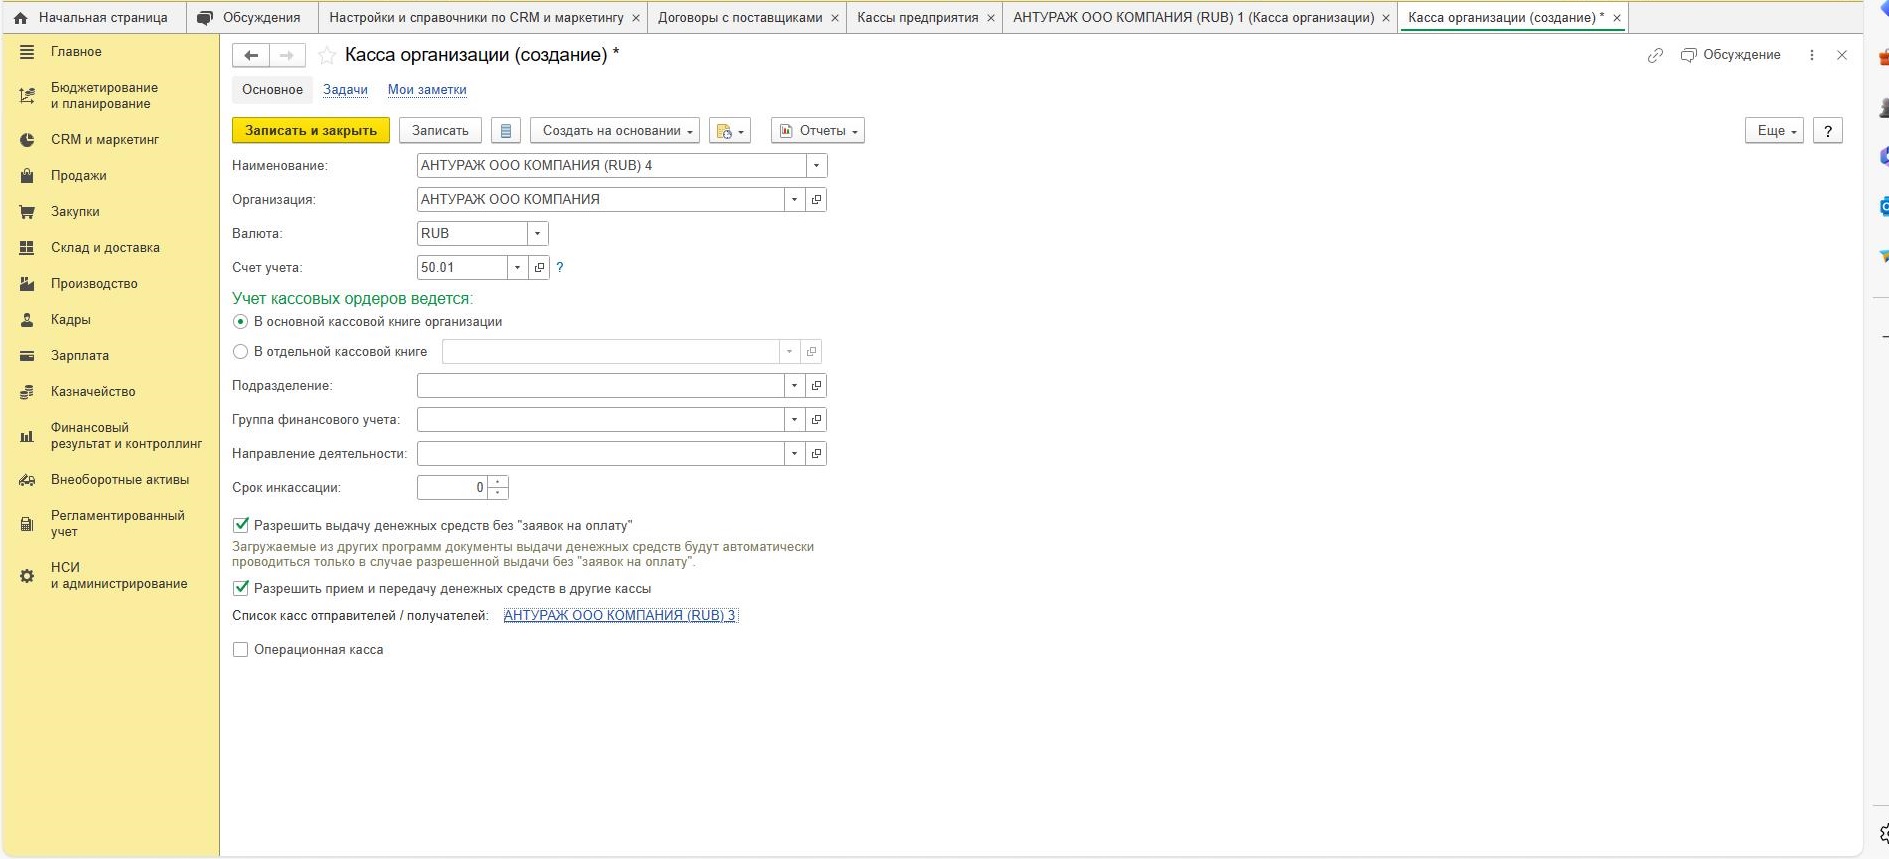 Начальная страница
Обсуждения
Настройки и справочники по CRM и маркетингу ×
Договоры с поставщиками ×
Кассы предприятия ×
АНТУРАЖ ООО КОМПАНИЯ (RUB) 1 (Касса организации) ×
Касса организации (создание) * ×
Главное
Бюджетирование
и планирование
CRM и маркетинг
Продажи
Закупки
Склад и доставка
Производство
Кадры
Зарплата
Казначейство
Финансовый
результат и контроллинг
Внеоборотные активы
Регламентированный
учет
НСИ
и администрирование
Касса организации (создание) *
Обсуждение
Основное Задачи Мои заметки
Записать и закрыть Записать Создать на основании Отчеты Еще ?
Наименование: АНТУРАЖ ООО КОМПАНИЯ (RUB) 4
Организация: АНТУРАЖ ООО КОМПАНИЯ
Валюта: RUB
Счет учета: 50.01 ?
Учет кассовых ордеров ведется:
В основной кассовой книге организации
В отдельной кассовой книге
Подразделение:
Группа финансового учета:
Направление деятельности:
Срок инкассации: 0
Разрешить выдачу денежных средств без "заявок на оплату"
Загружаемые из других программ документы выдачи денежных средств будут автоматически
проводиться только в случае разрешенной выдачи без "заявок на оплату".
Разрешить прием и передачу денежных средств в другие кассы
Список касс отправителей / получателей: АНТУРАЖ ООО КОМПАНИЯ (RUB) 3
Операционная касса